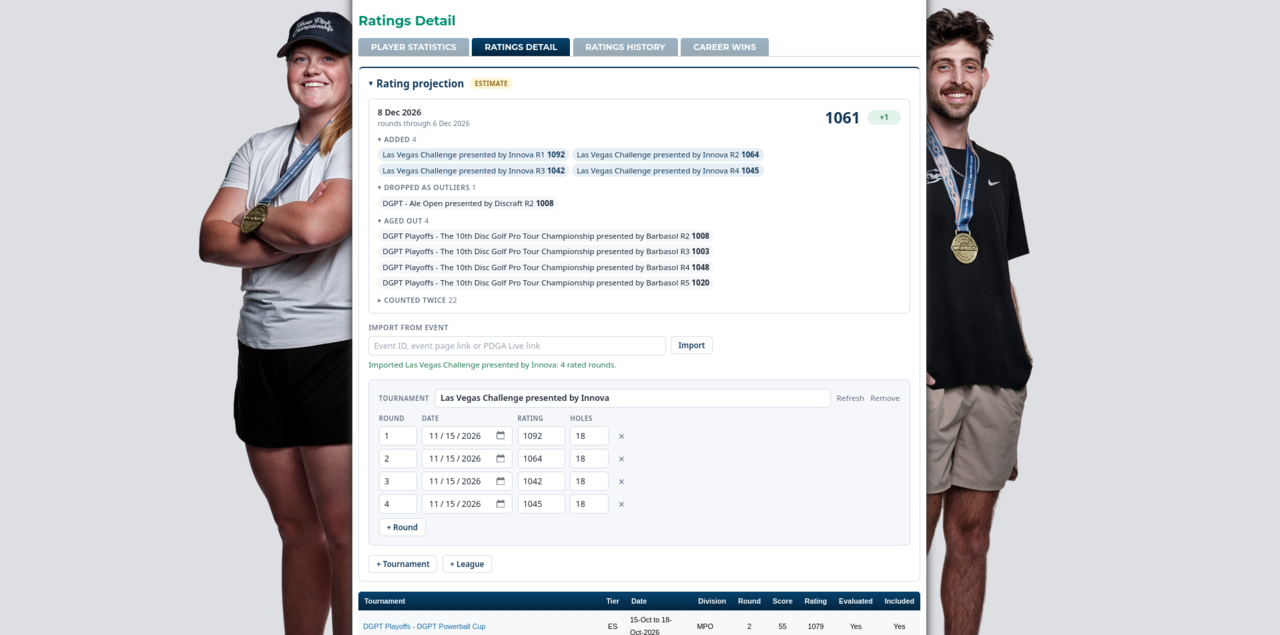 Ratings Detail
PLAYER STATISTICS
RATINGS DETAIL
RATINGS HISTORY
CAREER WINS
▾ Rating projection ESTIMATE
8 Dec 2026
rounds through 6 Dec 2026
1061 +1
▾ ADDED 4
Las Vegas Challenge presented by Innova R1 1092
Las Vegas Challenge presented by Innova R2 1064
Las Vegas Challenge presented by Innova R3 1042
Las Vegas Challenge presented by Innova R4 1045
▾ DROPPED AS OUTLIERS 1
DGPT - Ale Open presented by Discraft R2 1008
▾ AGED OUT 4
DGPT Playoffs - The 10th Disc Golf Pro Tour Championship presented by Barbasol R2 1008
DGPT Playoffs - The 10th Disc Golf Pro Tour Championship presented by Barbasol R3 1003
DGPT Playoffs - The 10th Disc Golf Pro Tour Championship presented by Barbasol R4 1048
DGPT Playoffs - The 10th Disc Golf Pro Tour Championship presented by Barbasol R5 1020
▸ COUNTED TWICE 22
IMPORT FROM EVENT
Event ID, event page link or PDGA Live link
Import
Imported Las Vegas Challenge presented by Innova: 4 rated rounds.
TOURNAMENT Las Vegas Challenge presented by Innova Refresh Remove
ROUND DATE RATING HOLES
1 11/15/2026 1092 18 ×
2 11/15/2026 1064 18 ×
3 11/15/2026 1042 18 ×
4 11/15/2026 1045 18 ×
+ Round
+ Tournament
+ League
Tournament Tier Date Division Round Score Rating Evaluated Included
DGPT Playoffs - DGPT Powerball Cup ES 15-Oct to 18-Oct-2026 MPO 2 55 1079 Yes Yes